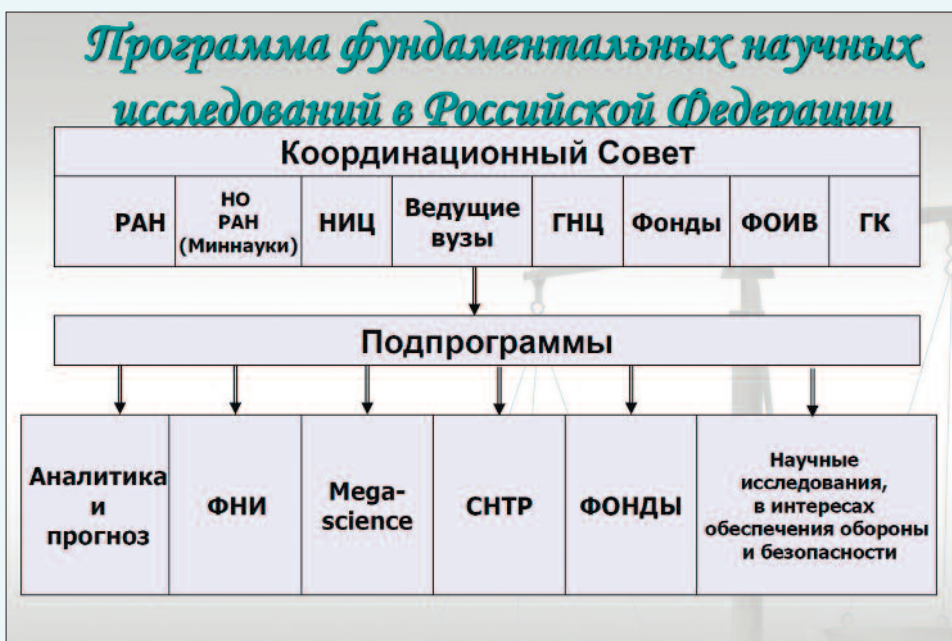 Программа фундаментальных научных
исследований в Российской Федерации
Координационный Совет
РАН
НО
РАН
(Миннауки)
НИЦ
Ведущие
вузы
ГНЦ
Фонды
ФОИВ
ГК
Подпрограммы
Аналитика
и
прогноз
ФНИ
Mega-
science
СНТР
ФОНДЫ
Научные
исследования,
в интересах
обеспечения обороны
и безопасности